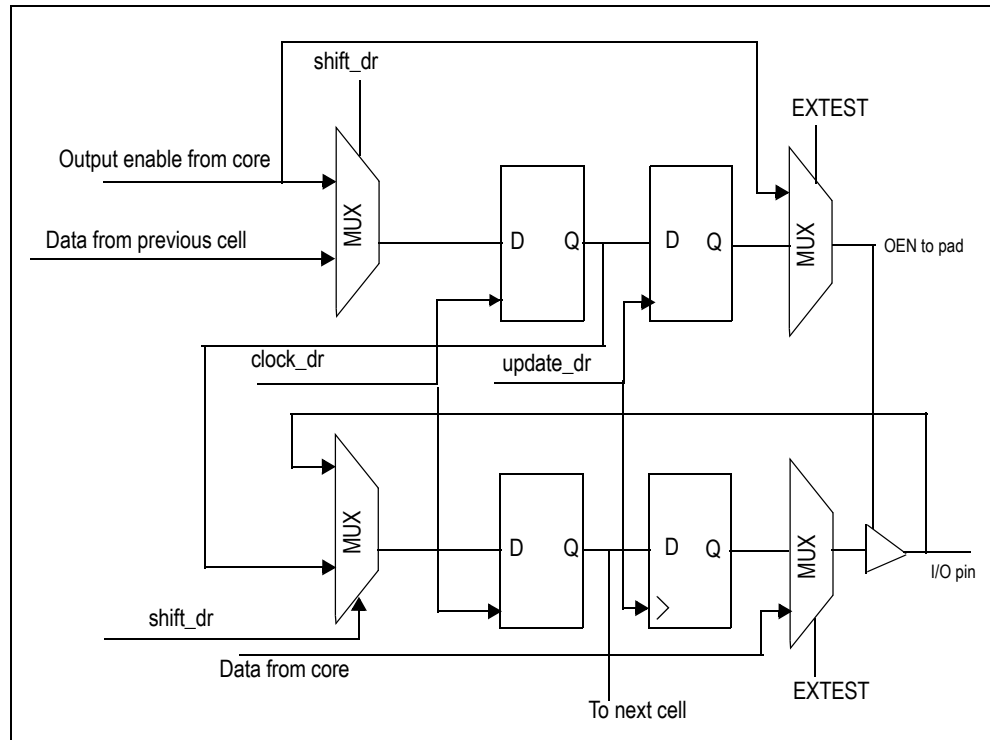 shift_dr
EXTEST
Output enable from core
MUX
MUX
Data from previous cell
D Q
D Q
OEN to pad
clock_dr
update_dr
MUX
MUX
D Q
D Q
I/O pin
shift_dr
Data from core
EXTEST
To next cell